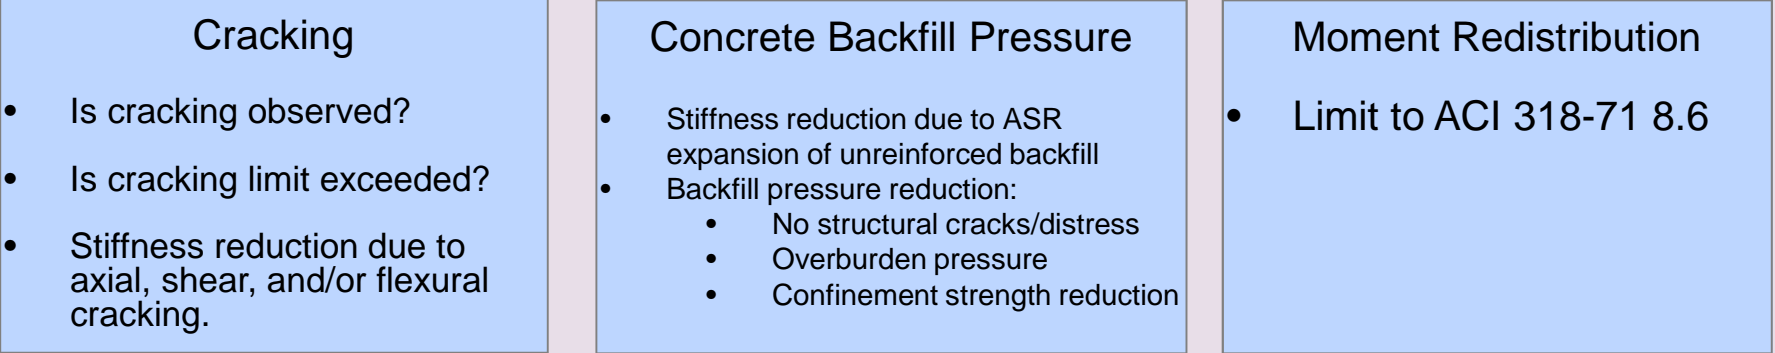 Cracking
• Is cracking observed?
• Is cracking limit exceeded?
• Stiffness reduction due to
axial, shear, and/or flexural
cracking.
Concrete Backfill Pressure
• Stiffness reduction due to ASR
expansion of unreinforced backfill
• Backfill pressure reduction:
• No structural cracks/distress
• Overburden pressure
• Confinement strength reduction
Moment Redistribution
• Limit to ACI 318-71 8.6